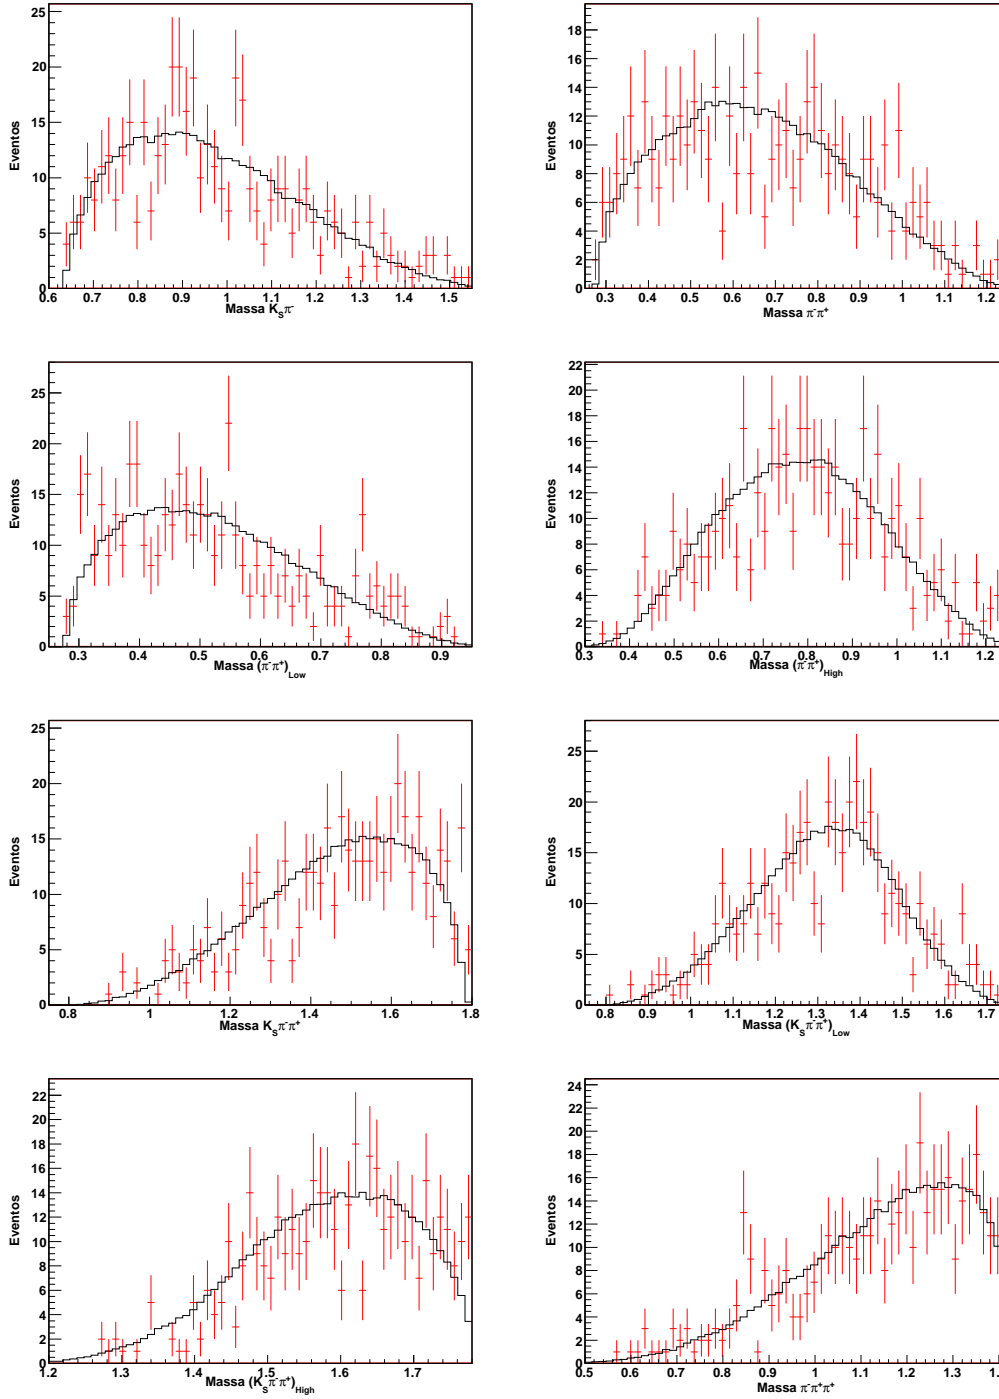 Eventos
25
20
15
10
5
0
0.6 0.7 0.8 0.9 1 1.1 1.2 1.3 1.4 1.5
Massa K_Sπ⁻
18
16
14
12
10
8
6
4
2
0
0.3 0.4 0.5 0.6 0.7 0.8 0.9 1 1.1 1.2
Massa π⁻π⁺
Eventos
25
20
15
10
5
0
0.3 0.4 0.5 0.6 0.7 0.8 0.9
Massa (π⁻π⁺)_Low
Eventos
22
20
18
16
14
12
10
8
6
4
2
0
0.3 0.4 0.5 0.6 0.7 0.8 0.9 1 1.1 1.2
Massa (π⁻π⁺)_High
Eventos
25
20
15
10
5
0
0.8 1 1.2 1.4 1.6 1.8
Massa K_Sπ⁻π⁺
Eventos
25
20
15
10
5
0
0.8 0.9 1 1.1 1.2 1.3 1.4 1.5 1.6 1.7
Massa (K_Sπ⁻π⁺)_Low
Eventos
22
20
18
16
14
12
10
8
6
4
2
0
1.2 1.3 1.4 1.5 1.6 1.7
Massa (K_Sπ⁻π⁺)_High
Eventos
24
22
20
18
16
14
12
10
8
6
4
2
0
0.5 0.6 0.7 0.8 0.9 1 1.1 1.2 1.3
Massa π⁻π⁺π⁺
Eventos